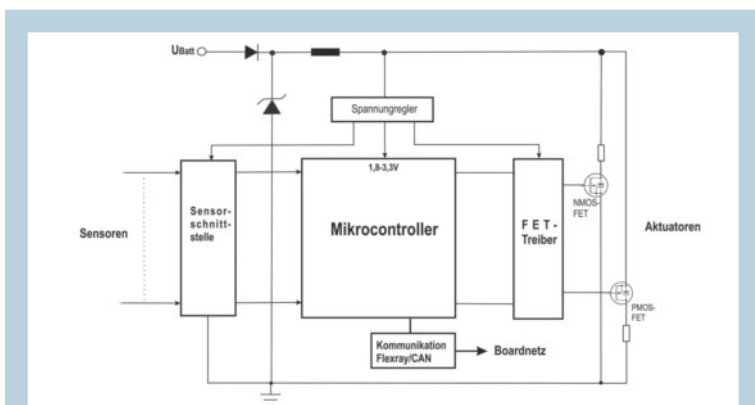 UBatt
Spannungregler
1,8-3,3V
Sensor-
schnitt-
stelle
Mikrocontroller
FET-
Treiber
NMOS-
FET
Sensoren
Aktuatoren
PMOS-
FET
Kommunikation
Flexray/CAN
Boardnetz